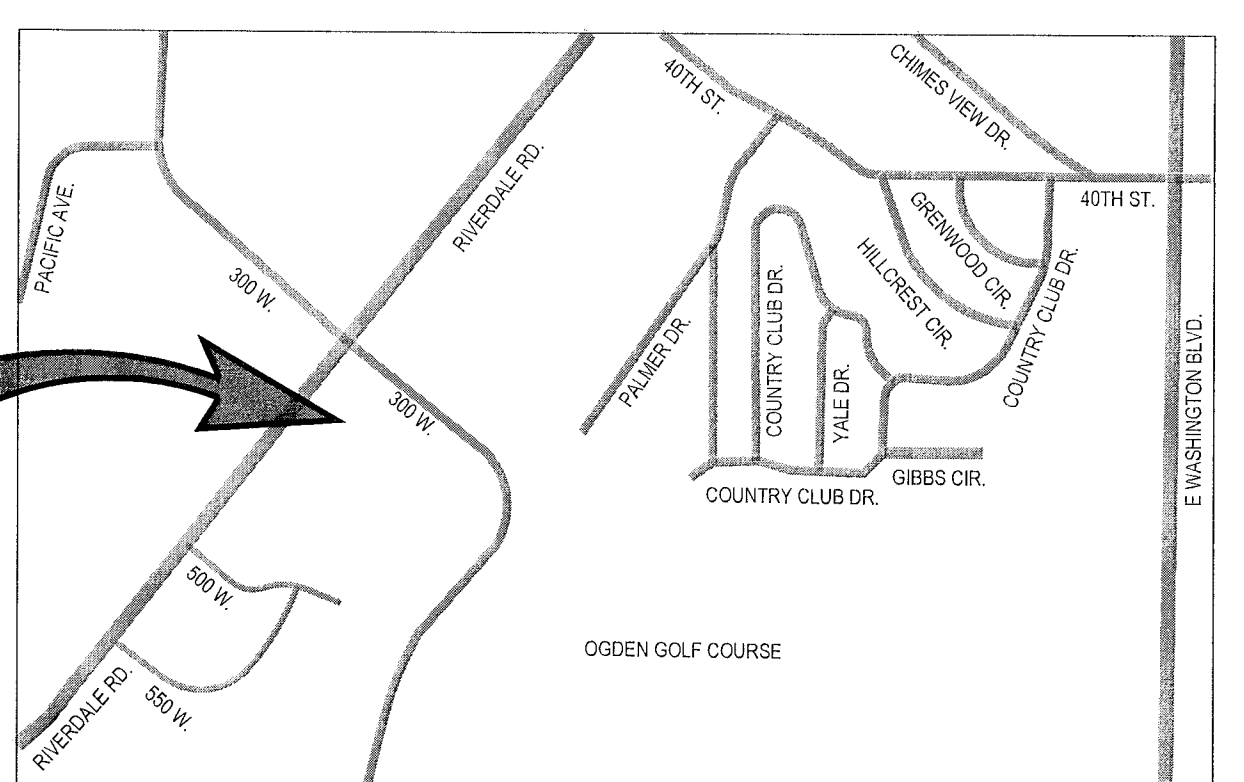 40TH ST.
CHIMES VIEW DR.
RIVERDALE RD.
PACIFIC AVE.
40TH ST.
GRENWOOD CIR.
HILLCREST CIR.
300 W.
COUNTRY CLUB DR.
COUNTRY CLUB DR.
PALMER DR.
YALE DR.
E WASHINGTON BLVD.
300 W.
GIBBS CIR.
COUNTRY CLUB DR.
500 W.
OGDEN GOLF COURSE
550 W.
RIVERDALE RD.